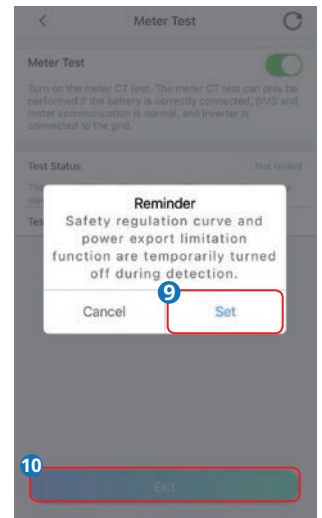 Meter Test
Meter Test
Turn on the meter CT test. The meter CT test can only be
performed if the battery is correctly connected, BMS and
meter communication is normal, and inverter is
connected to the grid.
Test Status
Not tested
Reminder
Safety regulation curve and
power export limitation
function are temporarily turned
off during detection.
9
Cancel
Set
10
Exit